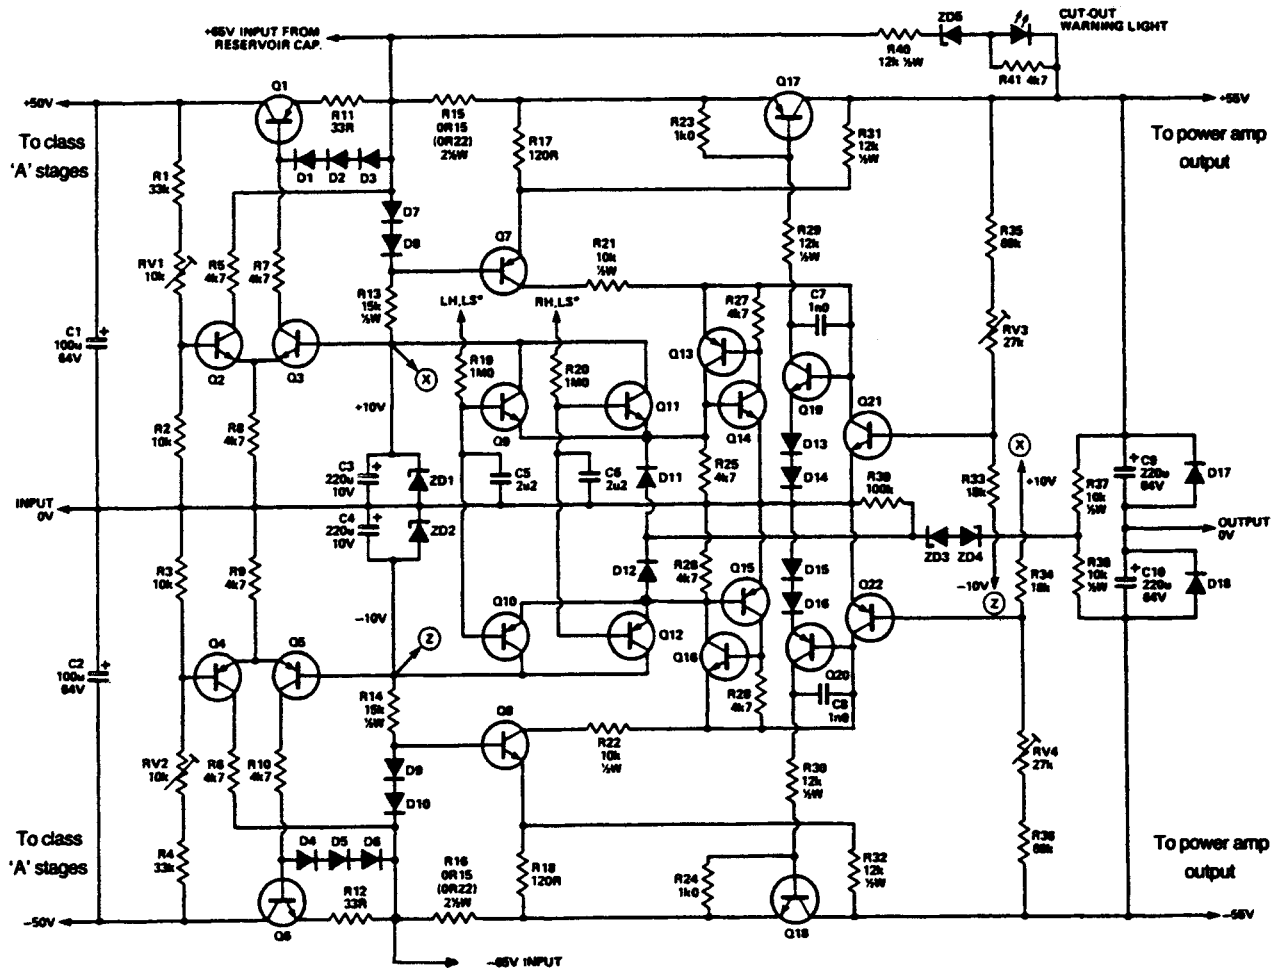 +65V INPUT FROM
RESERVOIR CAP.
R40
12k ½W
ZD5
CUT-OUT
WARNING LIGHT
R41 4k7
+50V
Q1
R11
33R
R15
0R15
(0R22)
2½W
Q17
+55V
To class
'A' stages
To power amp
output
D1 D2 D3
R17
120R
R23
1k0
R31
12k
½W
R1
33k
D7
D8
Q7
R21
10k
½W
R29
12k
½W
R35
68k
RV1
10k
R5
4k7
R7
4k7
R13
15k
½W
LH,LS*
RH,LS*
R27
4k7
C7
1n0
RV3
27k
C1
100u
64V
Q2
Q3
X
R19
1M0
R20
1M0
Q13
Q19
R2
10k
R8
4k7
+10V
Q9
Q11
Q14
Q21
C3
220u
10V
ZD1
C5
2u2
C6
2u2
D11
R25
4k7
D13
D14
R39
100k
R33
18k
X
+10V
R37
10k
½W
C9
220u
64V
D17
INPUT
0V
C4
220u
10V
ZD2
ZD3
ZD4
OUTPUT
0V
R3
10k
R9
4k7
D12
R26
4k7
Q15
D15
D16
Q22
-10V
Z
R34
18k
R38
10k
½W
C10
220u
64V
D18
-10V
Z
Q10
Q12
Q16
Q20
C8
1n0
Q4
Q5
C2
100u
64V
R14
15k
½W
R28
4k7
Q8
R22
10k
½W
RV2
10k
R6
4k7
R10
4k7
D9
D10
R30
12k
½W
RV4
27k
To class
'A' stages
R4
33k
D4 D5 D6
R36
68k
To power amp
output
R12
33R
R16
0R15
(0R22)
2½W
R18
120R
R24
1k0
R32
12k
½W
-50V
Q6
Q18
-55V
-65V INPUT